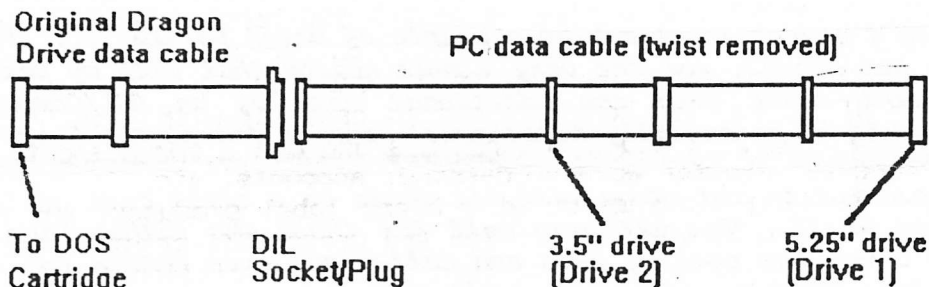 Original Dragon
Drive data cable
PC data cable (twist removed)
To DOS
Cartridge
DIL
Socket/Plug
3.5" drive
(Drive 2)
5.25" drive
(Drive 1)